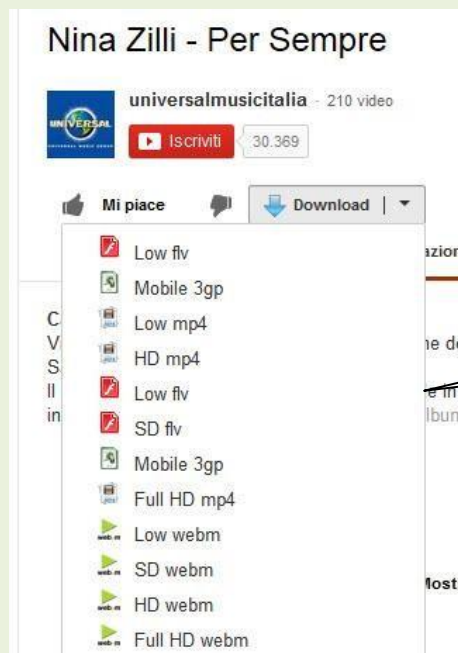 Nina Zilli - Per Sempre
UNIVERSAL
universalmusicitalia - 210 video
Iscriviti 30.369
Mi piace Download
Low flv
Mobile 3gp
Low mp4
HD mp4
Low flv
SD flv
Mobile 3gp
Full HD mp4
Low webm
SD webm
HD webm
Full HD webm